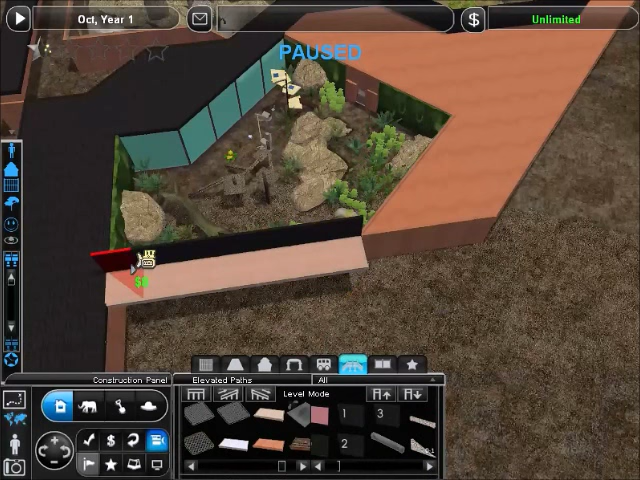 Oct, Year 1
$
Unlimited
PAUSED
$0
Construction Panel
Elevated Paths
All
Level Mode
1
3
2
$